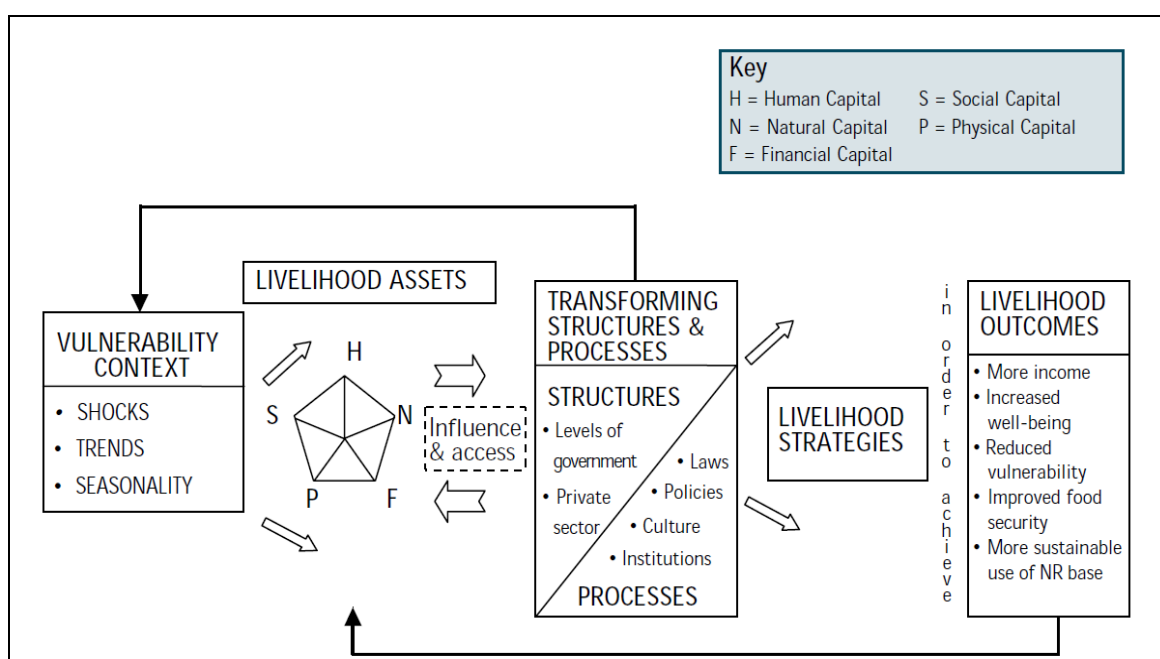 Key
H = Human Capital S = Social Capital
N = Natural Capital P = Physical Capital
F = Financial Capital
LIVELIHOOD ASSETS
VULNERABILITY
CONTEXT
• SHOCKS
• TRENDS
• SEASONALITY
H
S N
P F
Influence
& access
TRANSFORMING
STRUCTURES &
PROCESSES
STRUCTURES
• Levels of
government
• Private
sector
• Laws
• Policies
• Culture
• Institutions
PROCESSES
LIVELIHOOD
STRATEGIES
in order to achieve
LIVELIHOOD
OUTCOMES
• More income
• Increased
well-being
• Reduced
vulnerability
• Improved food
security
• More sustainable
use of NR base